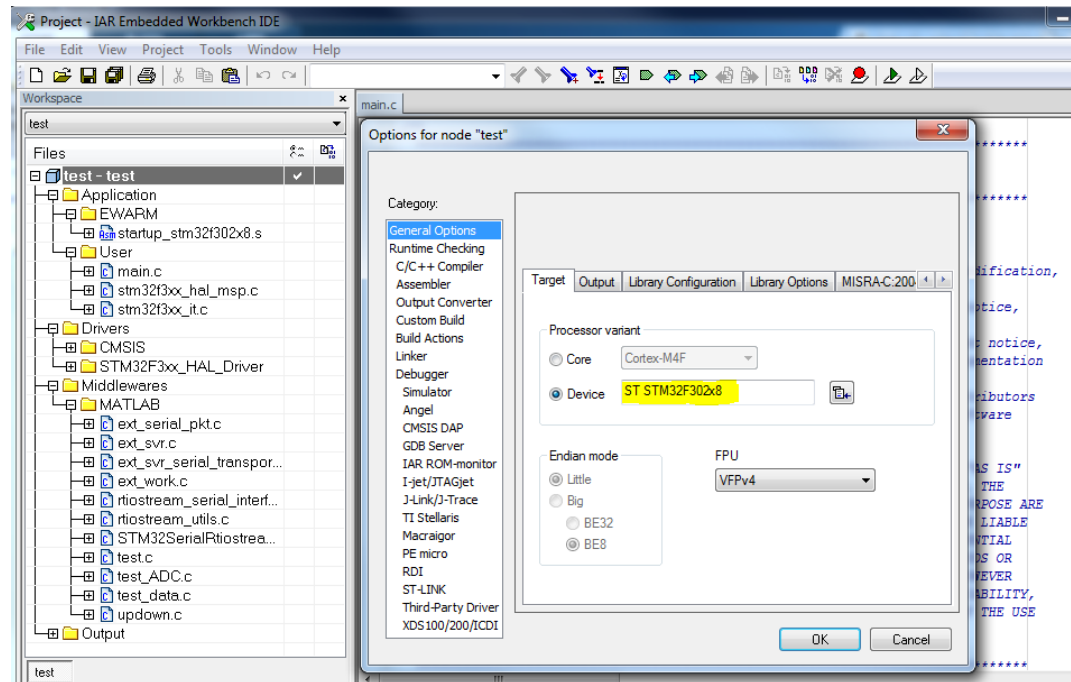 Project - IAR Embedded Workbench IDE
File Edit View Project Tools Window Help
Workspace
test
Files
test - test
Application
EWARM
startup_stm32f302x8.s
User
main.c
stm32f3xx_hal_msp.c
stm32f3xx_it.c
Drivers
CMSIS
STM32F3xx_HAL_Driver
Middlewares
MATLAB
ext_serial_pkt.c
ext_svr.c
ext_svr_serial_transpor...
ext_work.c
rtiostream_serial_interf...
rtiostream_utils.c
STM32SerialRtiostrea...
test.c
test_ADC.c
test_data.c
updown.c
Output
test
main.c
Options for node "test"
Category:
General Options
Runtime Checking
C/C++ Compiler
Assembler
Output Converter
Custom Build
Build Actions
Linker
Debugger
Simulator
Angel
CMSIS DAP
GDB Server
IAR ROM-monitor
I-jet/JTAGjet
J-Link/J-Trace
TI Stellaris
Macraigor
PE micro
RDI
ST-LINK
Third-Party Driver
XDS100/200/ICDI
Target Output Library Configuration Library Options MISRA-C:200
Processor variant
Core Cortex-M4F
Device ST STM32F302x8
Endian mode
Little
Big
BE32
BE8
FPU
VFPv4
OK Cancel
*******
*******
ification,
notice,
AS IS"
THE
RPOSE ARE
LIABLE
NTIAL
DS OR
EVER
ABILITY,
THE USE
*******